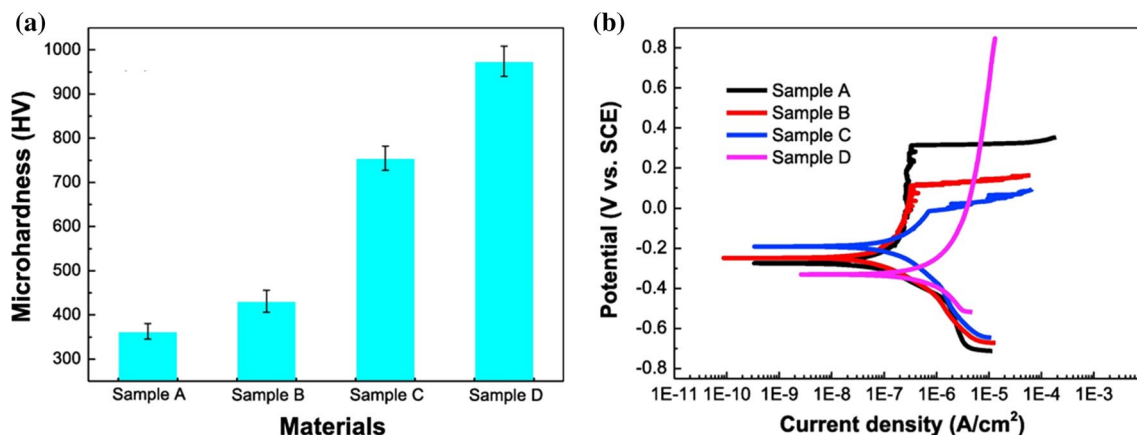 (a)
Microhardness (HV)
1000
900
800
700
600
500
400
300
Sample A
Sample B
Sample C
Sample D
Materials
(b)
Potential (V vs. SCE)
0.8
0.6
0.4
0.2
0.0
-0.2
-0.4
-0.6
-0.8
Sample A
Sample B
Sample C
Sample D
1E-11
1E-10
1E-9
1E-8
1E-7
1E-6
1E-5
1E-4
1E-3
Current density (A/cm²)